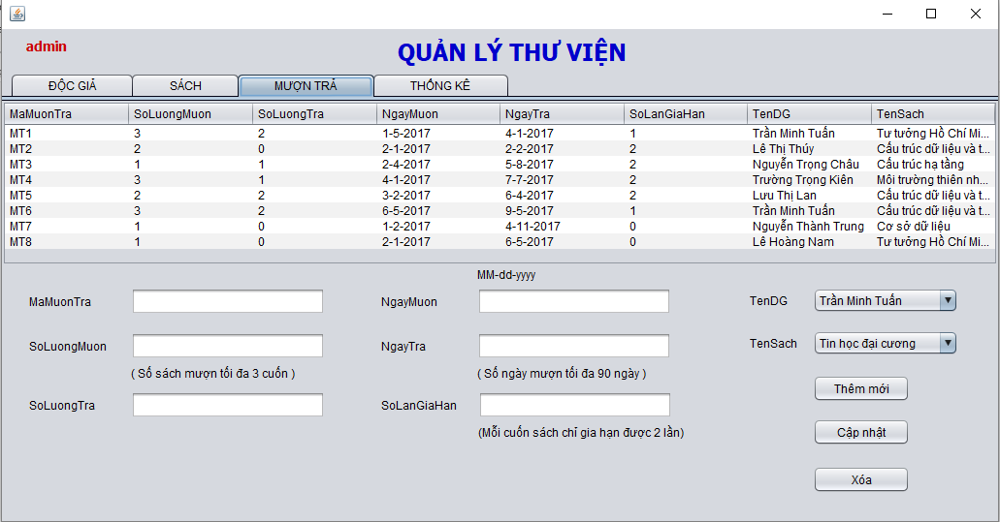 admin
QUẢN LÝ THƯ VIỆN
ĐỘC GIẢ SÁCH MƯỢN TRẢ THỐNG KÊ
MaMuonTra SoLuongMuon SoLuongTra NgayMuon NgayTra SoLanGiaHan TenDG TenSach
MT1 3 2 1-5-2017 4-1-2017 1 Trần Minh Tuấn Tư tưởng Hồ Chí Mi...
MT2 2 0 2-1-2017 2-2-2017 2 Lê Thị Thúy Cấu trúc dữ liệu và t...
MT3 1 1 2-4-2017 5-8-2017 2 Nguyễn Trọng Châu Cấu trúc hạ tầng
MT4 3 1 4-1-2017 7-7-2017 2 Trường Trọng Kiên Môi trường thiên nh...
MT5 2 2 3-2-2017 6-4-2017 2 Lưu Thị Lan Cấu trúc dữ liệu và t...
MT6 3 2 6-5-2017 9-5-2017 1 Trần Minh Tuấn Cấu trúc dữ liệu và t...
MT7 1 0 1-2-2017 4-11-2017 0 Nguyễn Thành Trung Cơ sở dữ liệu
MT8 1 0 2-1-2017 6-5-2017 0 Lê Hoàng Nam Tư tưởng Hồ Chí Mi...
MM-dd-yyyy
MaMuonTra NgayMuon TenDG Trần Minh Tuấn
SoLuongMuon NgayTra TenSach Tin học đại cương
( Số sách mượn tối đa 3 cuốn ) ( Số ngày mượn tối đa 90 ngày )
Thêm mới
SoLuongTra SoLanGiaHan
(Mỗi cuốn sách chỉ gia hạn được 2 lần)
Cập nhật
Xóa